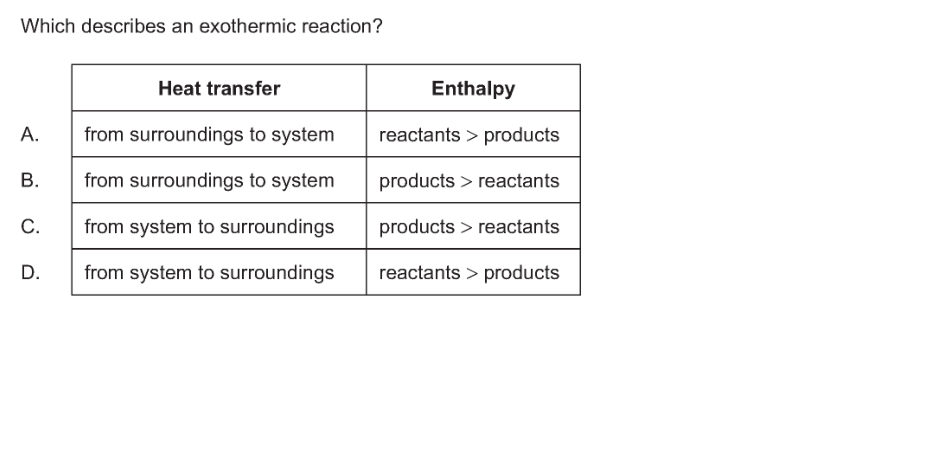 Which describes an exothermic reaction?
Heat transfer Enthalpy
A. from surroundings to system reactants > products
B. from surroundings to system products > reactants
C. from system to surroundings products > reactants
D. from system to surroundings reactants > products